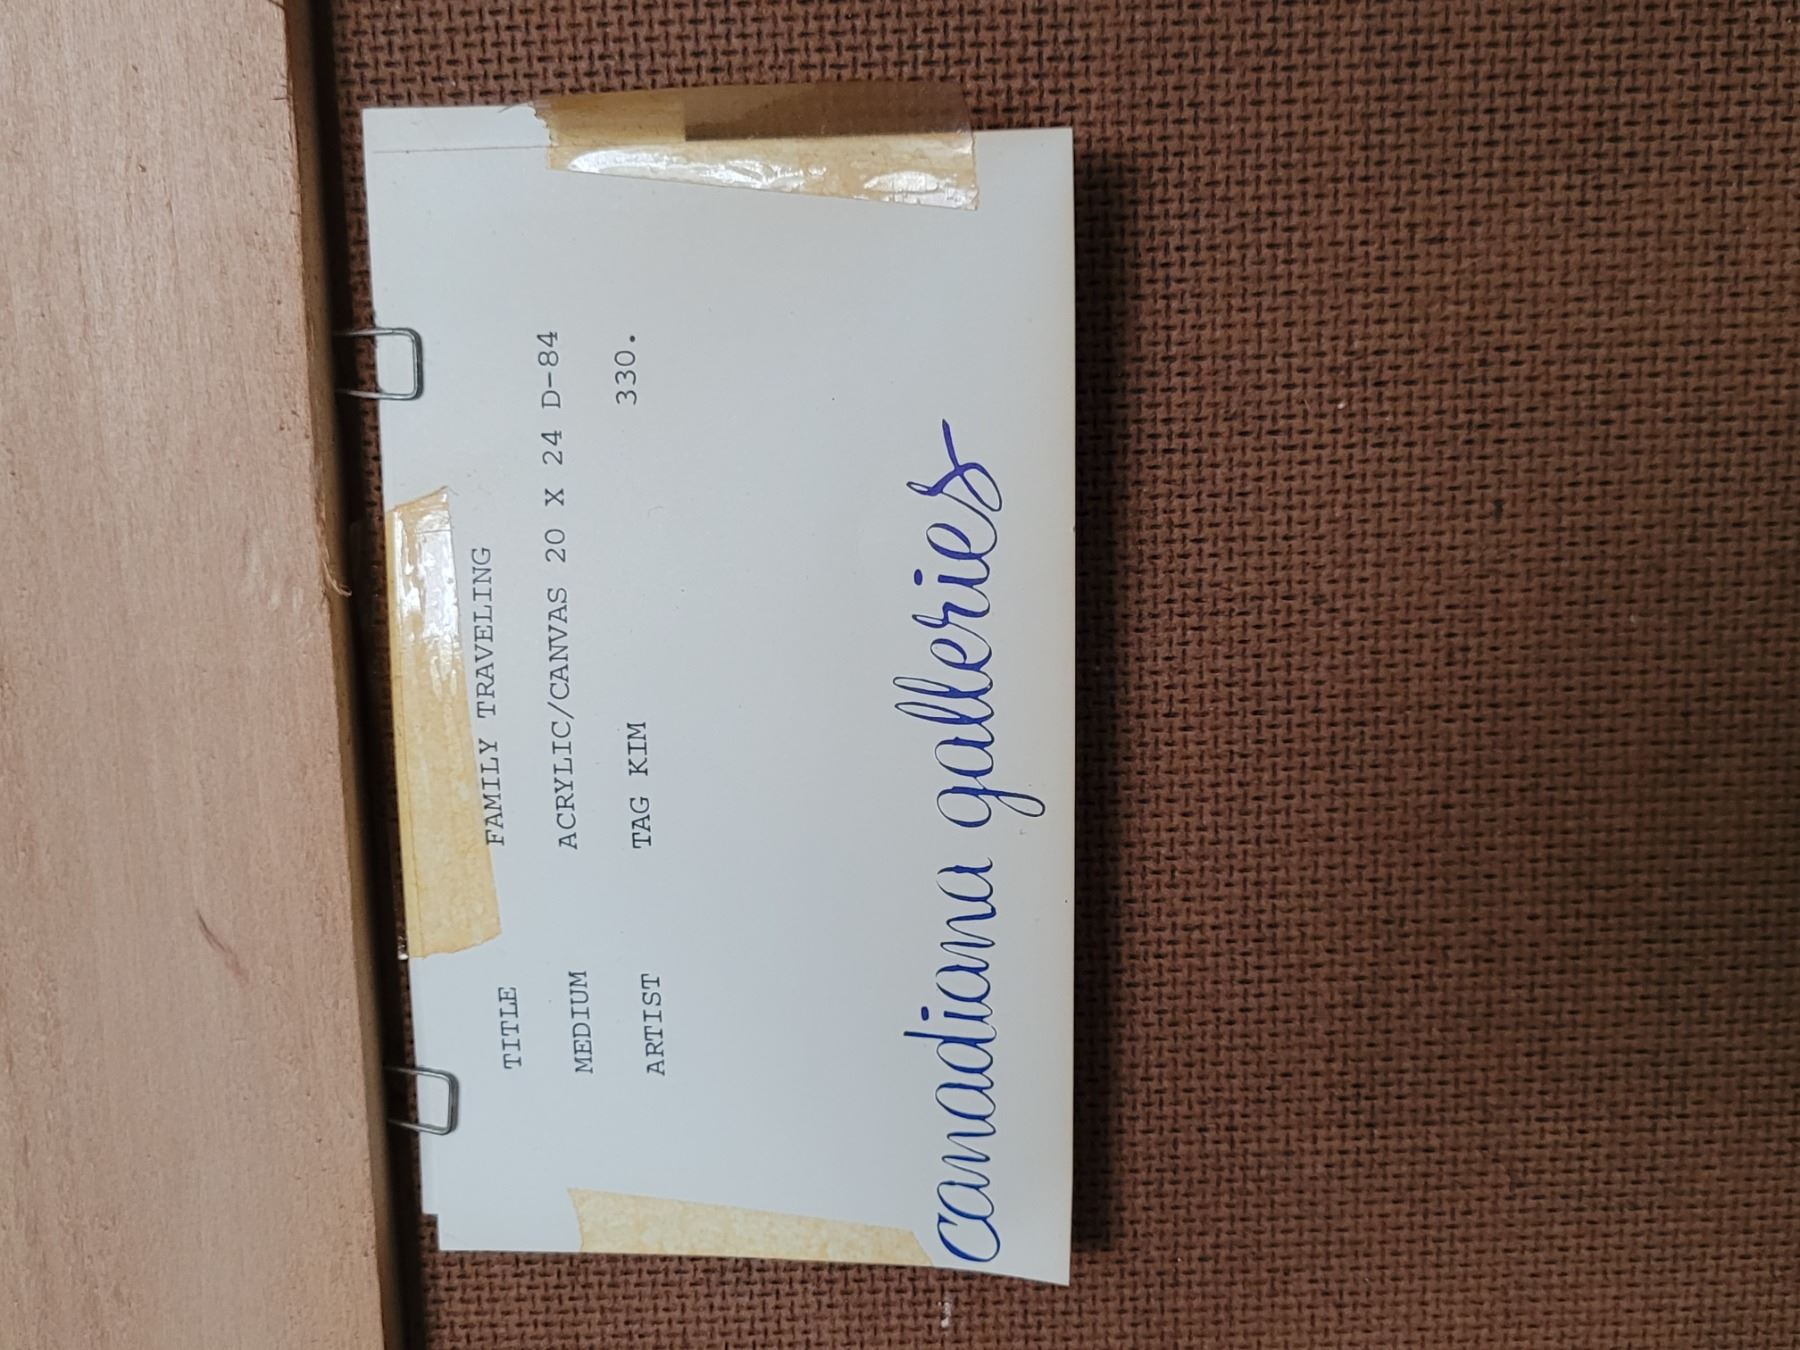 TITLE FAMILY TRAVELING
MEDIUM ACRYLIC/CANVAS 20 X 24 D-84
ARTIST TAG KIM 330.
canadiana galleries